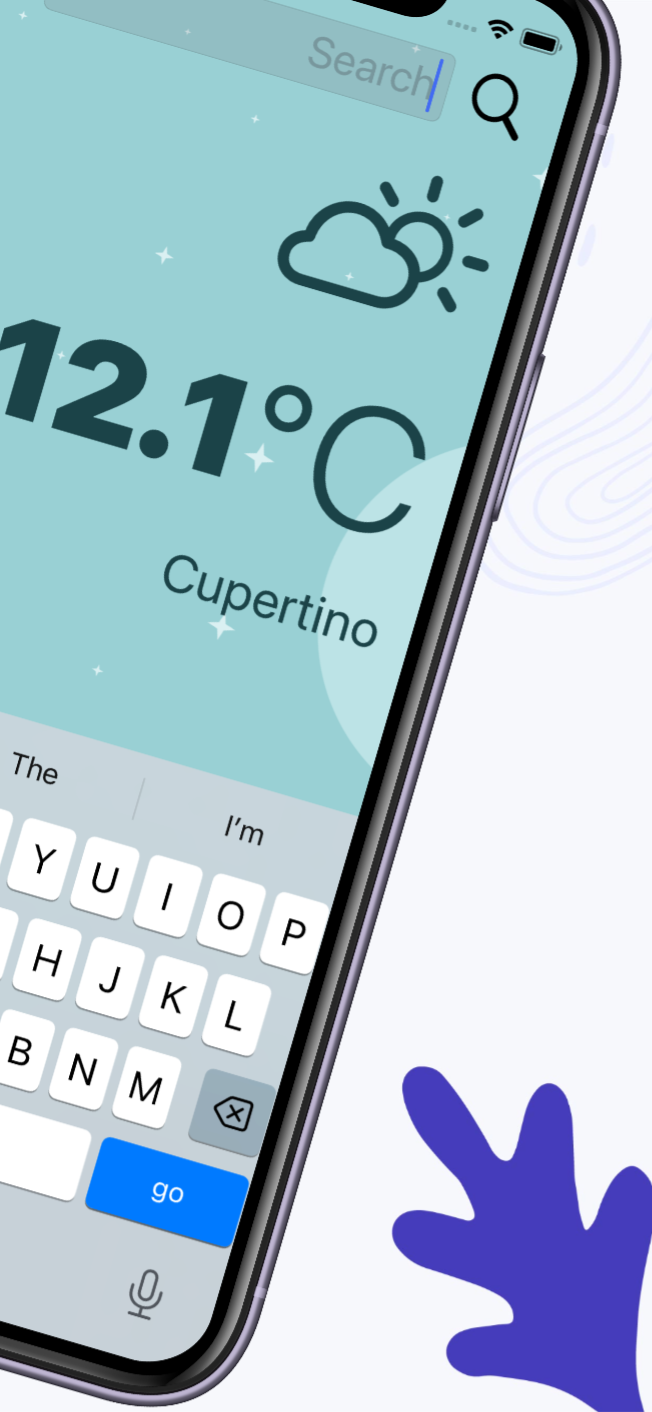 Search
12.1°C
Cupertino
The I'm
Y U I O P
H J K L
B N M
go